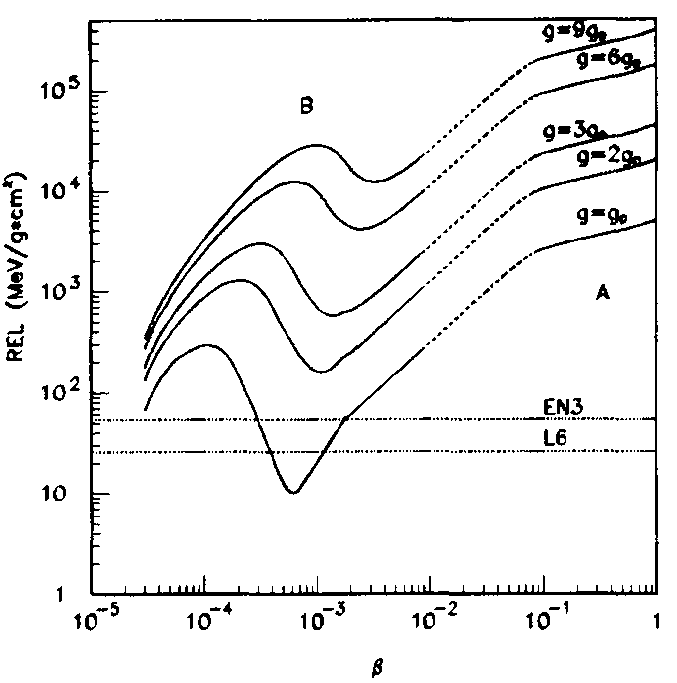 g=9g₀
g=6g₀
10⁵
B
g=3g₀
g=2g₀
10⁴
g=g₀
10³
A
REL (MeV/g∗cm²)
10²
EN3
L6
10
1
10⁻⁵ 10⁻⁴ 10⁻³ 10⁻² 10⁻¹ 1
β